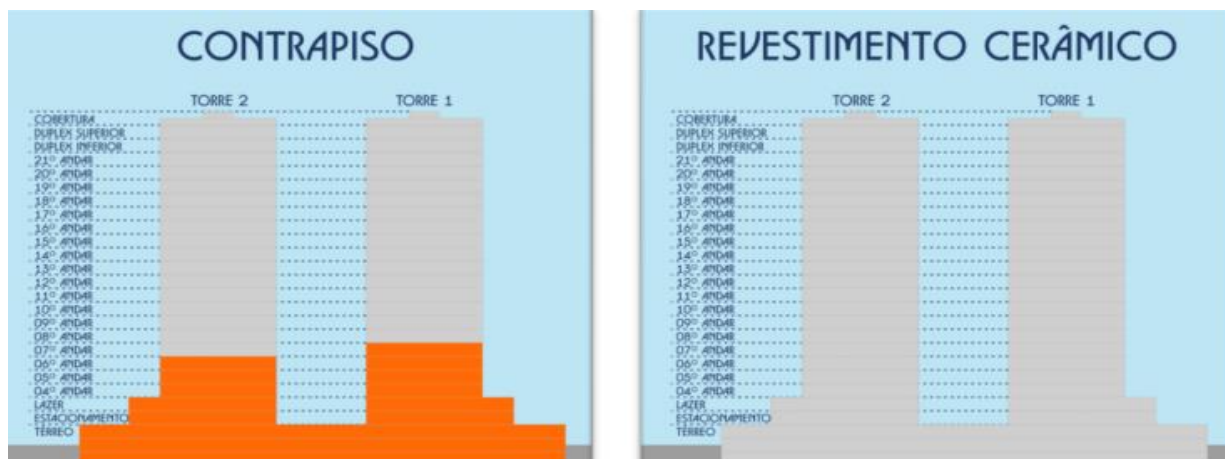 CONTRAPISO
TORRE 2 TORRE 1
COBERTURA
DUPLEX SUPERIOR
DUPLEX INFERIOR
21º ANDAR
20º ANDAR
19º ANDAR
18º ANDAR
17º ANDAR
16º ANDAR
15º ANDAR
14º ANDAR
13º ANDAR
12º ANDAR
11º ANDAR
10º ANDAR
09º ANDAR
08º ANDAR
07º ANDAR
06º ANDAR
05º ANDAR
04º ANDAR
LAZER
ESTACIONAMENTO
TÉRREO
REVESTIMENTO CERÂMICO
TORRE 2 TORRE 1
COBERTURA
DUPLEX SUPERIOR
DUPLEX INFERIOR
21º ANDAR
20º ANDAR
19º ANDAR
18º ANDAR
17º ANDAR
16º ANDAR
15º ANDAR
14º ANDAR
13º ANDAR
12º ANDAR
11º ANDAR
10º ANDAR
09º ANDAR
08º ANDAR
07º ANDAR
06º ANDAR
05º ANDAR
04º ANDAR
LAZER
ESTACIONAMENTO
TÉRREO